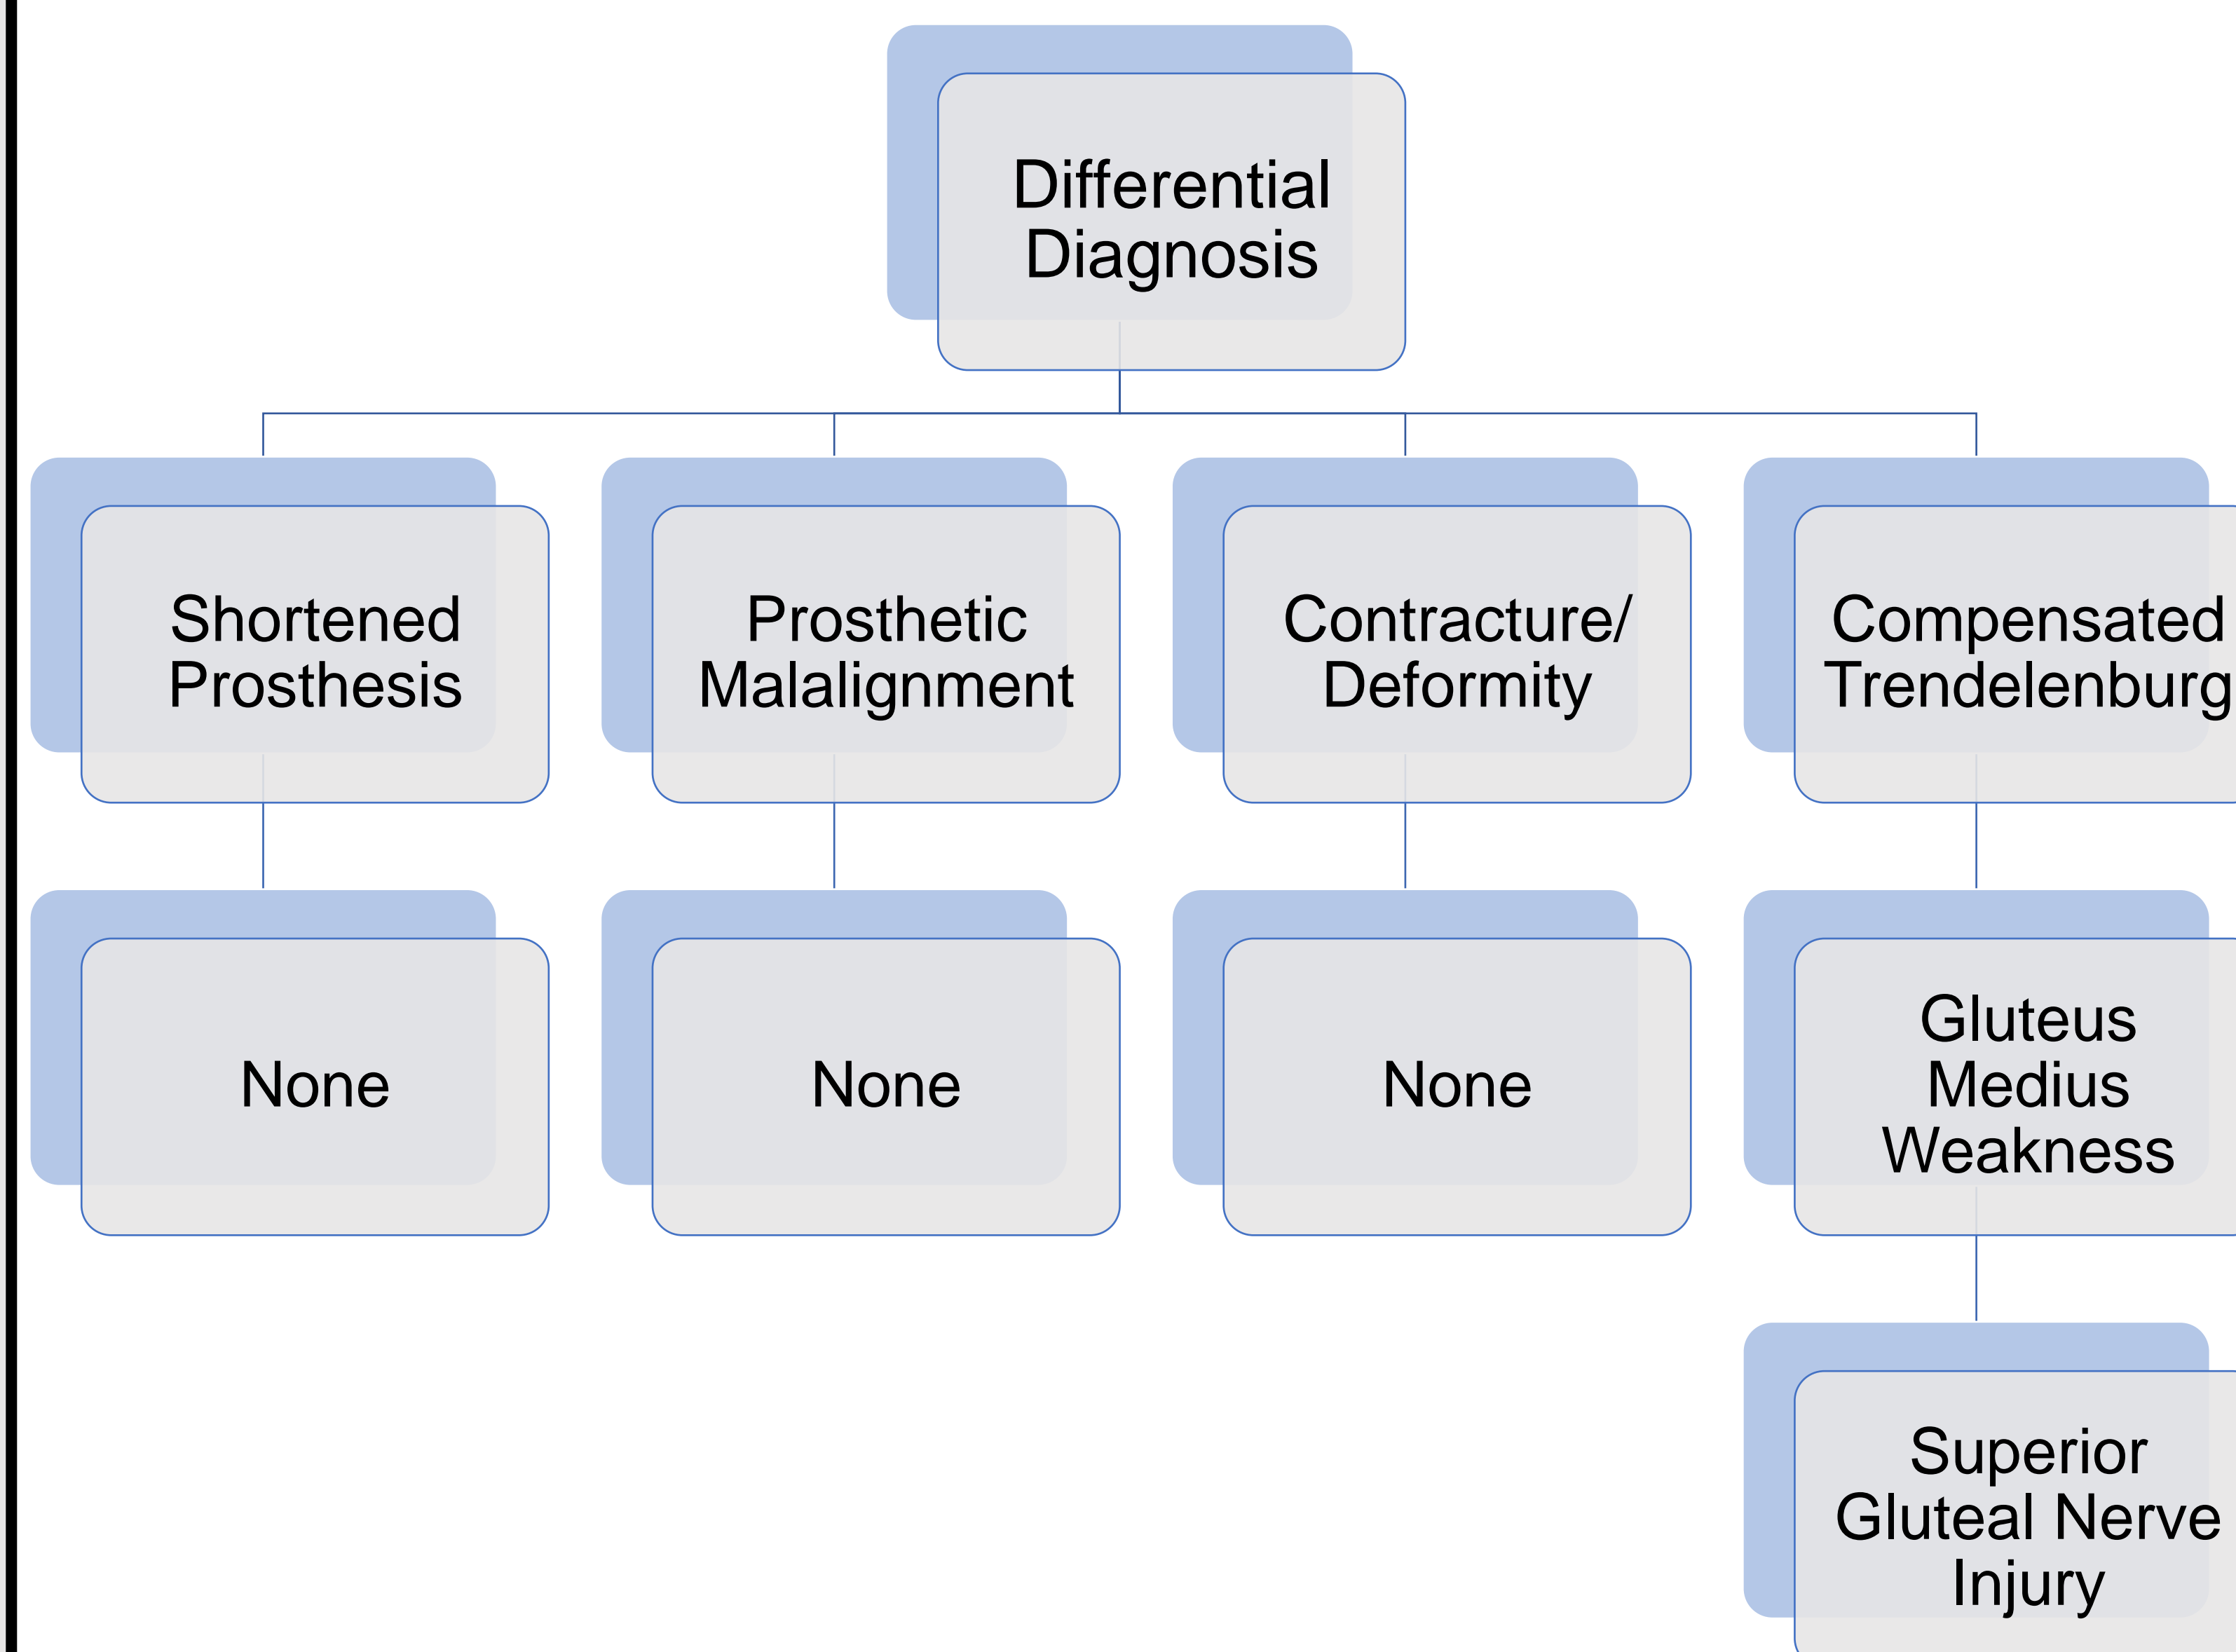 Differential
Diagnosis
Shortened
Prosthesis
Prosthetic
Malalignment
Contracture/
Deformity
Compensated
Trendelenburg
None
None
None
Gluteus
Medius
Weakness
Superior
Gluteal Nerve
Injury